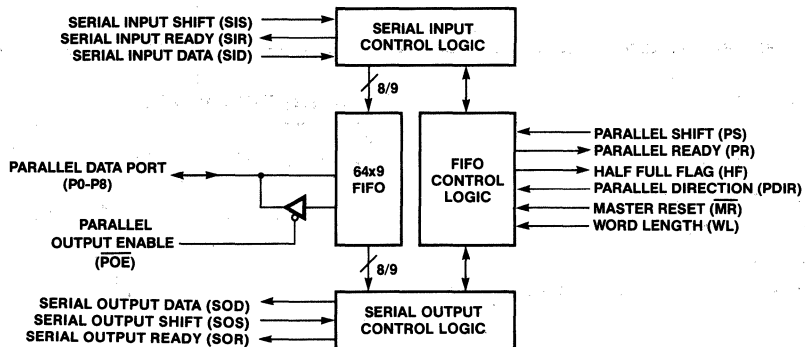 SERIAL INPUT SHIFT (SIS)
SERIAL INPUT READY (SIR)
SERIAL INPUT DATA (SID)
SERIAL INPUT
CONTROL LOGIC
8/9
PARALLEL DATA PORT
(P0-P8)
PARALLEL
OUTPUT ENABLE
(P̅O̅E̅)
64x9
FIFO
FIFO
CONTROL
LOGIC
PARALLEL SHIFT (PS)
PARALLEL READY (PR)
HALF FULL FLAG (HF)
PARALLEL DIRECTION (PDIR)
MASTER RESET (M̅R̅)
WORD LENGTH (WL)
8/9
SERIAL OUTPUT DATA (SOD)
SERIAL OUTPUT SHIFT (SOS)
SERIAL OUTPUT READY (SOR)
SERIAL OUTPUT
CONTROL LOGIC